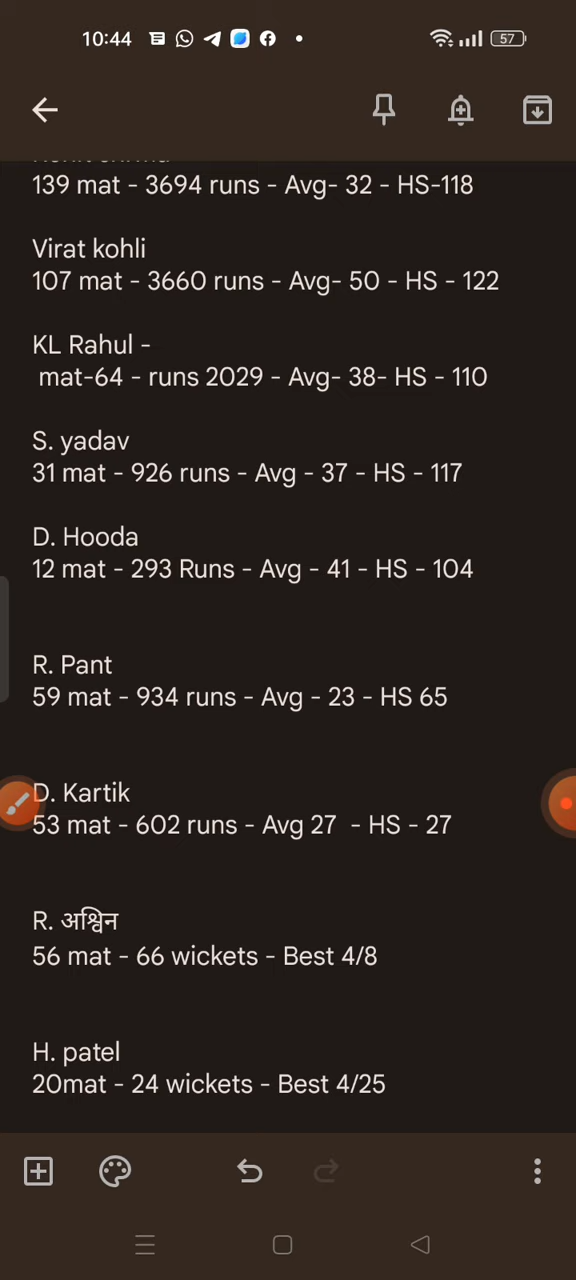 10:44
57
139 mat - 3694 runs - Avg- 32 - HS-118
Virat kohli
107 mat - 3660 runs - Avg- 50 - HS - 122
KL Rahul -
mat-64 - runs 2029 - Avg- 38- HS - 110
S. yadav
31 mat - 926 runs - Avg - 37 - HS - 117
D. Hooda
12 mat - 293 Runs - Avg - 41 - HS - 104
R. Pant
59 mat - 934 runs - Avg - 23 - HS 65
D. Kartik
53 mat - 602 runs - Avg 27 - HS - 27
R. अश्विन
56 mat - 66 wickets - Best 4/8
H. patel
20mat - 24 wickets - Best 4/25